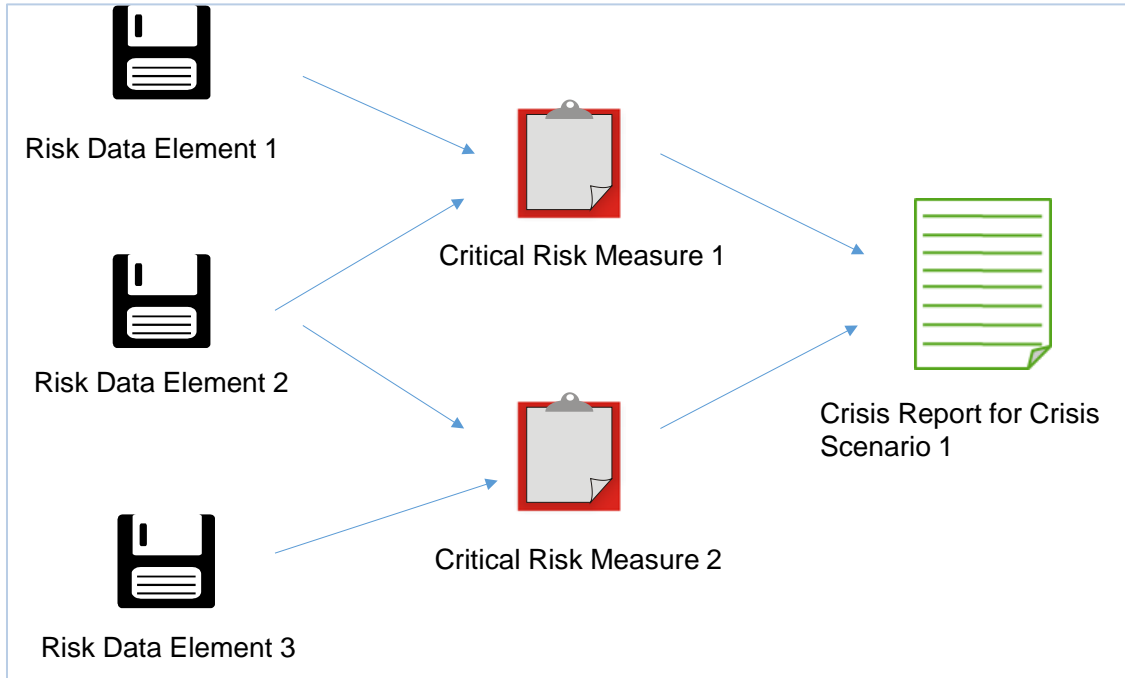 Risk Data Element 1
Critical Risk Measure 1
Risk Data Element 2
Crisis Report for Crisis
Scenario 1
Critical Risk Measure 2
Risk Data Element 3